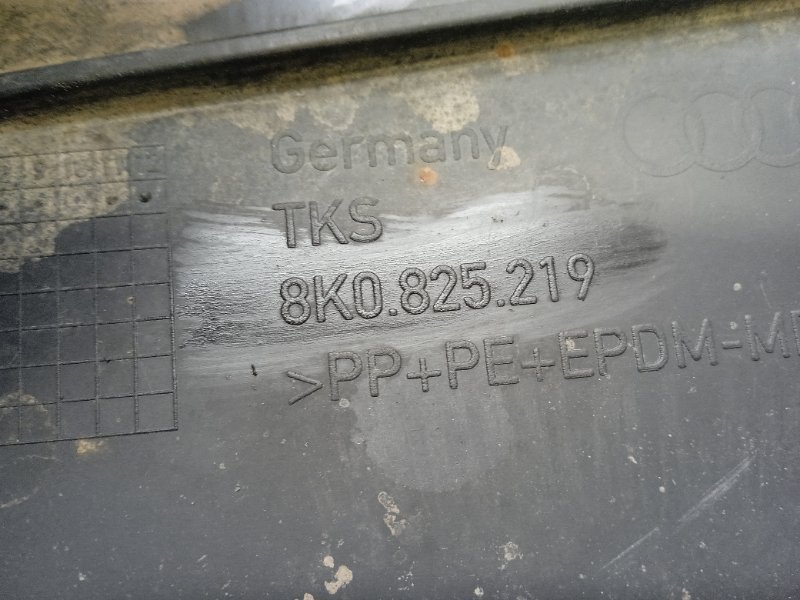 Germany
TKS
8K0.825.219
>PP+PE+EPDM-M